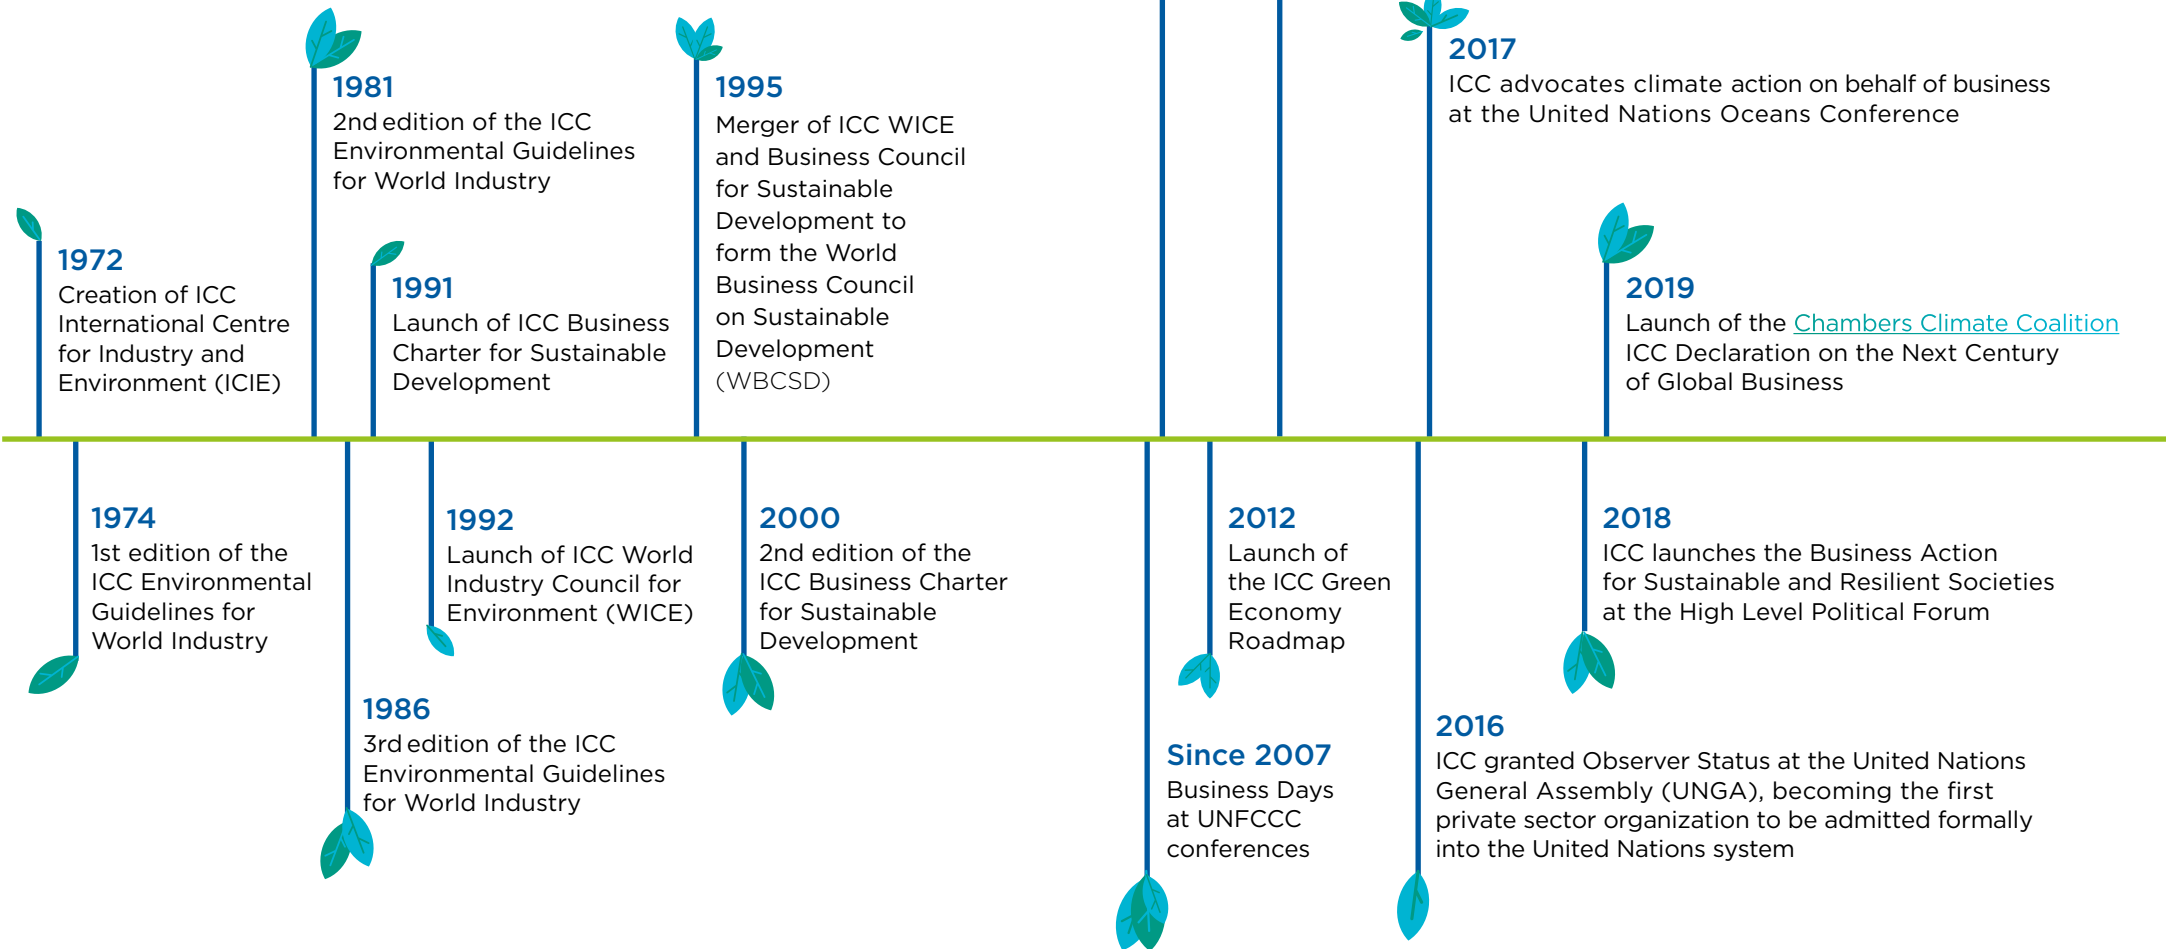 1981
2nd edition of the ICC
Environmental Guidelines
for World Industry
1995
Merger of ICC WICE
and Business Council
for Sustainable
Development to
form the World
Business Council
on Sustainable
Development
(WBCSD)
2017
ICC advocates climate action on behalf of business
at the United Nations Oceans Conference
1972
Creation of ICC
International Centre
for Industry and
Environment (ICIE)
1991
Launch of ICC Business
Charter for Sustainable
Development
2019
Launch of the Chambers Climate Coalition
ICC Declaration on the Next Century
of Global Business
1974
1st edition of the
ICC Environmental
Guidelines for
World Industry
1992
Launch of ICC World
Industry Council for
Environment (WICE)
2000
2nd edition of the
ICC Business Charter
for Sustainable
Development
2012
Launch of
the ICC Green
Economy
Roadmap
2018
ICC launches the Business Action
for Sustainable and Resilient Societies
at the High Level Political Forum
1986
3rd edition of the ICC
Environmental Guidelines
for World Industry
Since 2007
Business Days
at UNFCCC
conferences
2016
ICC granted Observer Status at the United Nations
General Assembly (UNGA), becoming the first
private sector organization to be admitted formally
into the United Nations system